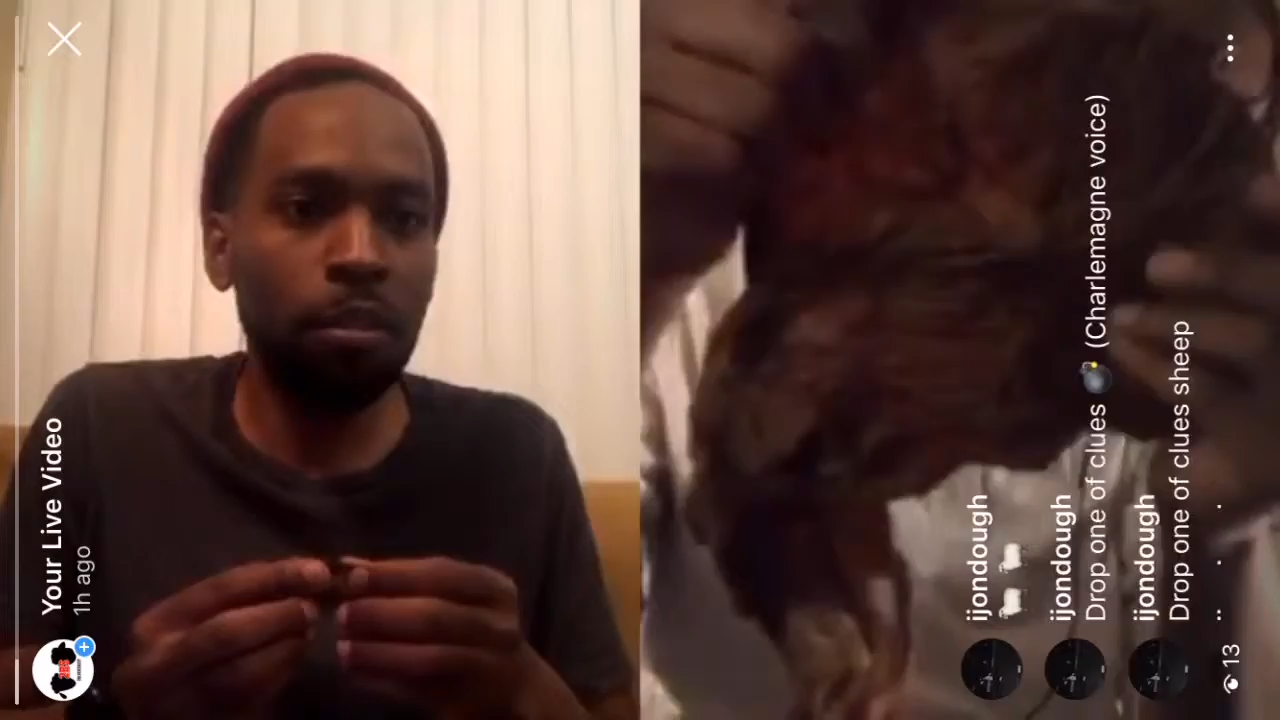 Your Live Video
1h ago
ijondough
🐑🐑
ijondough
Drop one of clues 💣 (Charlemagne voice)
ijondough
Drop one of clues sheep
13